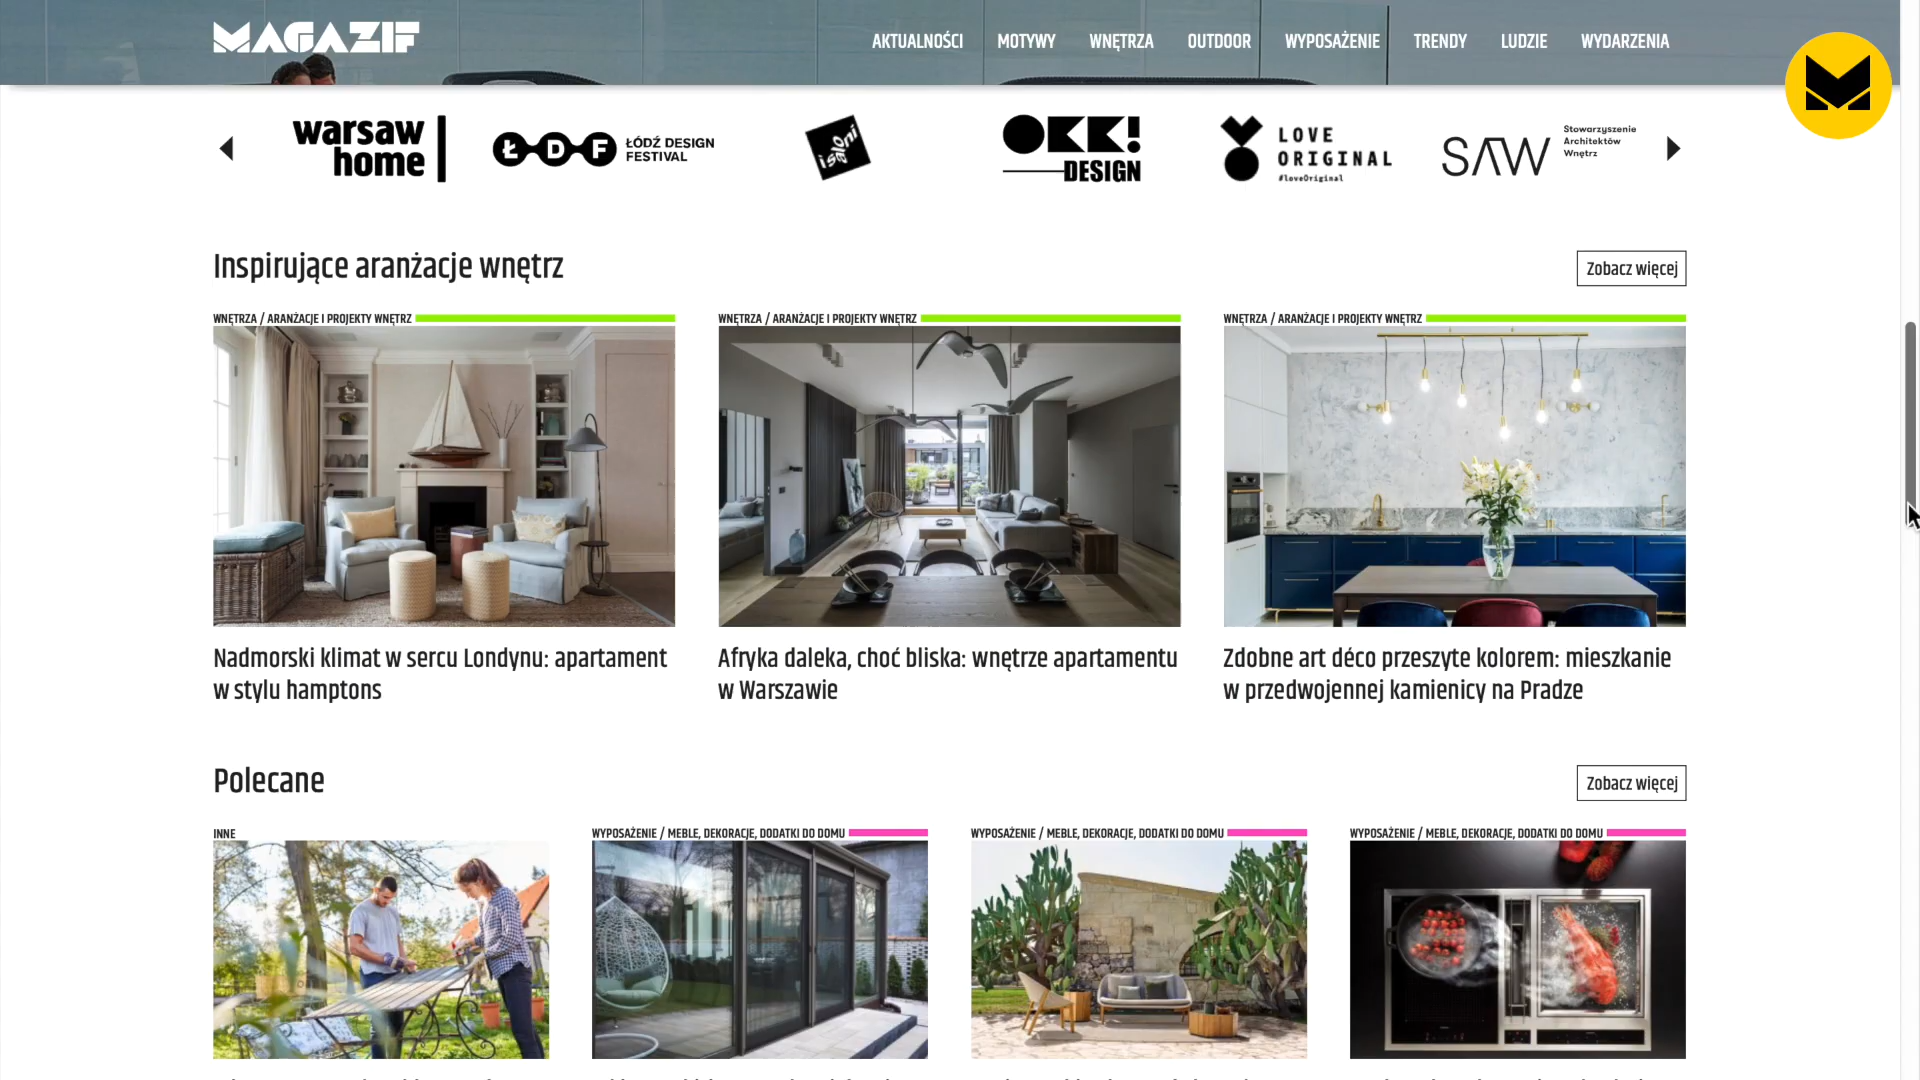 MAGAZIF
AKTUALNOŚCI MOTYWY WNĘTRZA OUTDOOR WYPOSAŻENIE TRENDY LUDZIE WYDARZENIA
warsaw
home
Ł D F
ŁÓDŹ DESIGN
FESTIVAL
i saloni
OKK!
DESIGN
LOVE
ORIGINAL
#loveOriginal
SAW
Stowarzyszenie
Architektów
Wnętrz
Inspirujące aranżacje wnętrz
Zobacz więcej
WNĘTRZA / ARANŻACJE I PROJEKTY WNĘTRZ
WNĘTRZA / ARANŻACJE I PROJEKTY WNĘTRZ
WNĘTRZA / ARANŻACJE I PROJEKTY WNĘTRZ
Nadmorski klimat w sercu Londynu: apartament
w stylu hamptons
Afryka daleka, choć bliska: wnętrze apartamentu
w Warszawie
Zdobne art déco przeszyte kolorem: mieszkanie
w przedwojennej kamienicy na Pradze
Polecane
Zobacz więcej
INNE
WYPOSAŻENIE / MEBLE, DEKORACJE, DODATKI DO DOMU
WYPOSAŻENIE / MEBLE, DEKORACJE, DODATKI DO DOMU
WYPOSAŻENIE / MEBLE, DEKORACJE, DODATKI DO DOMU